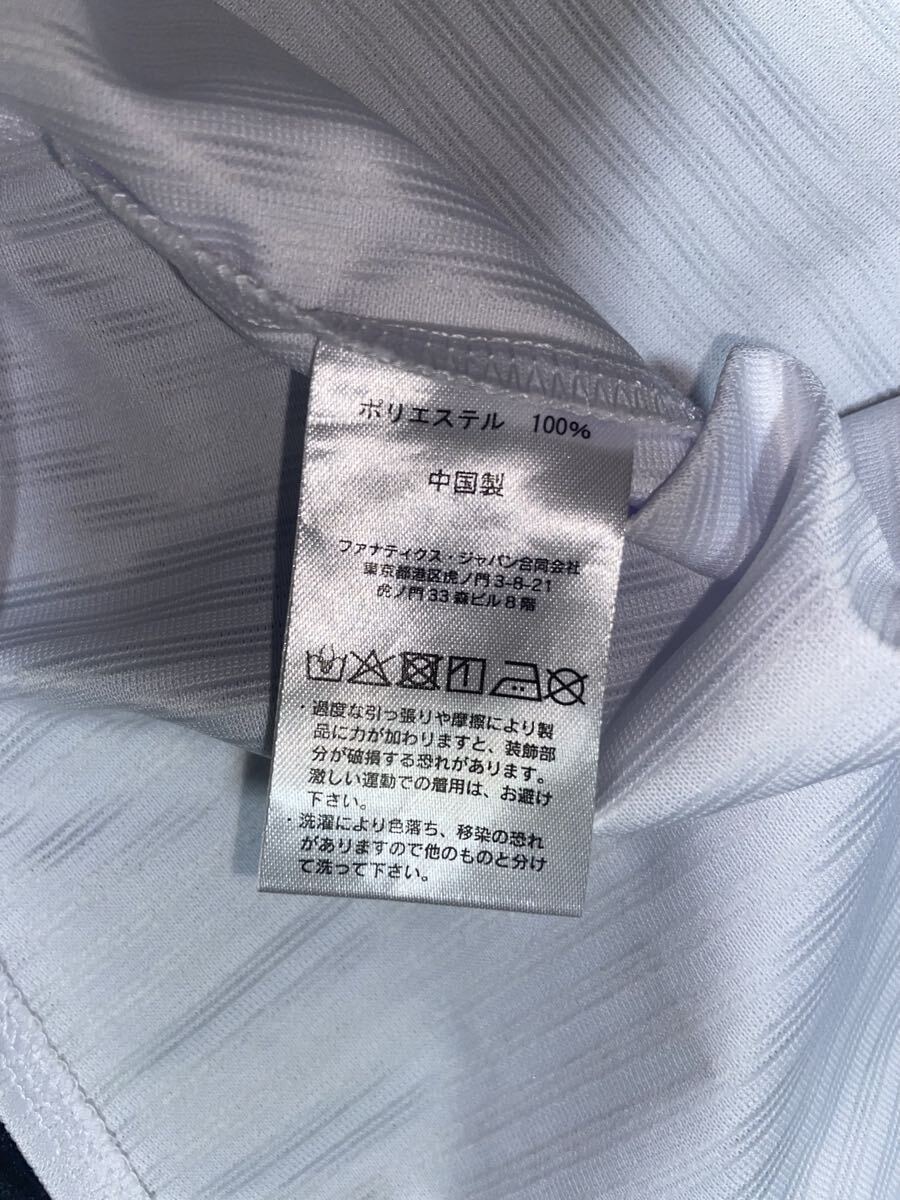 ポリエステル 100%
中国製
ファナティクス・ジャパン合同会社
東京都港区虎ノ門3-8-21
虎ノ門33森ビル8階
・過度な引っ張りや摩擦により製
品に力が加わりますと、装飾部
分が破損する恐れがあります。
激しい運動での着用は、お避け
下さい。
・洗濯により色落ち、移染の恐れ
がありますので他のものと分け
て洗って下さい。